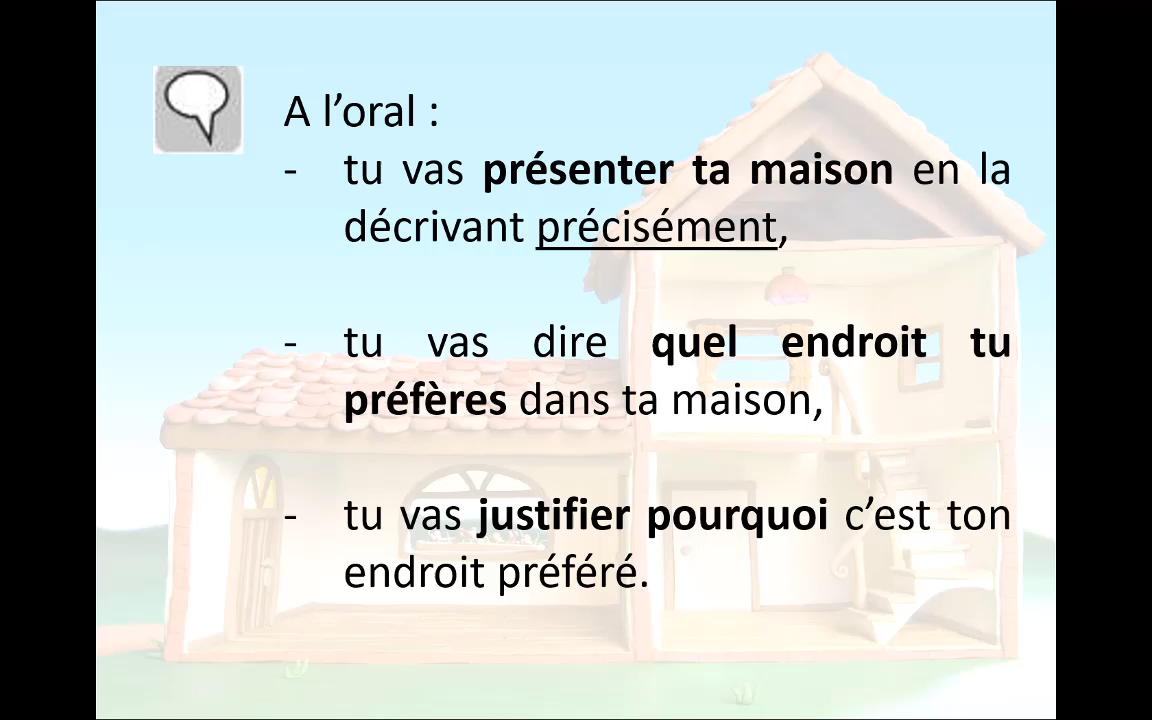 A l’oral :
- tu vas présenter ta maison en la
décrivant précisément,
- tu vas dire quel endroit tu
préfères dans ta maison,
- tu vas justifier pourquoi c’est ton
endroit préféré.